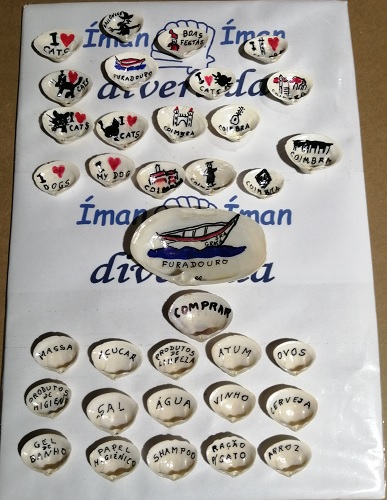 Íman Íman
I ♥ CATS
BOAS FESTAS
I ♥
FURADOURO
I ♥ CATS
divertida
I ♥ CATS
I ♥ CATS
COIMBRA
COIMBRA
COIMBRA
I ♥ DOGS
I ♥ MY DOG
COIMBRA
COIMBRA
Íman Íman
FURADOURO
divertida
COMPRAR
MASSA
AÇUCAR
PRODUTOS DE LIMPEZA
ATUM
OVOS
PRODUTOS DE HIGIENE
SAL
ÁGUA
VINHO
CERVEJA
GEL DE BANHO
PAPEL HIGIÉNICO
SHAMPOO
RAÇÃO P/GATO
ARROZ